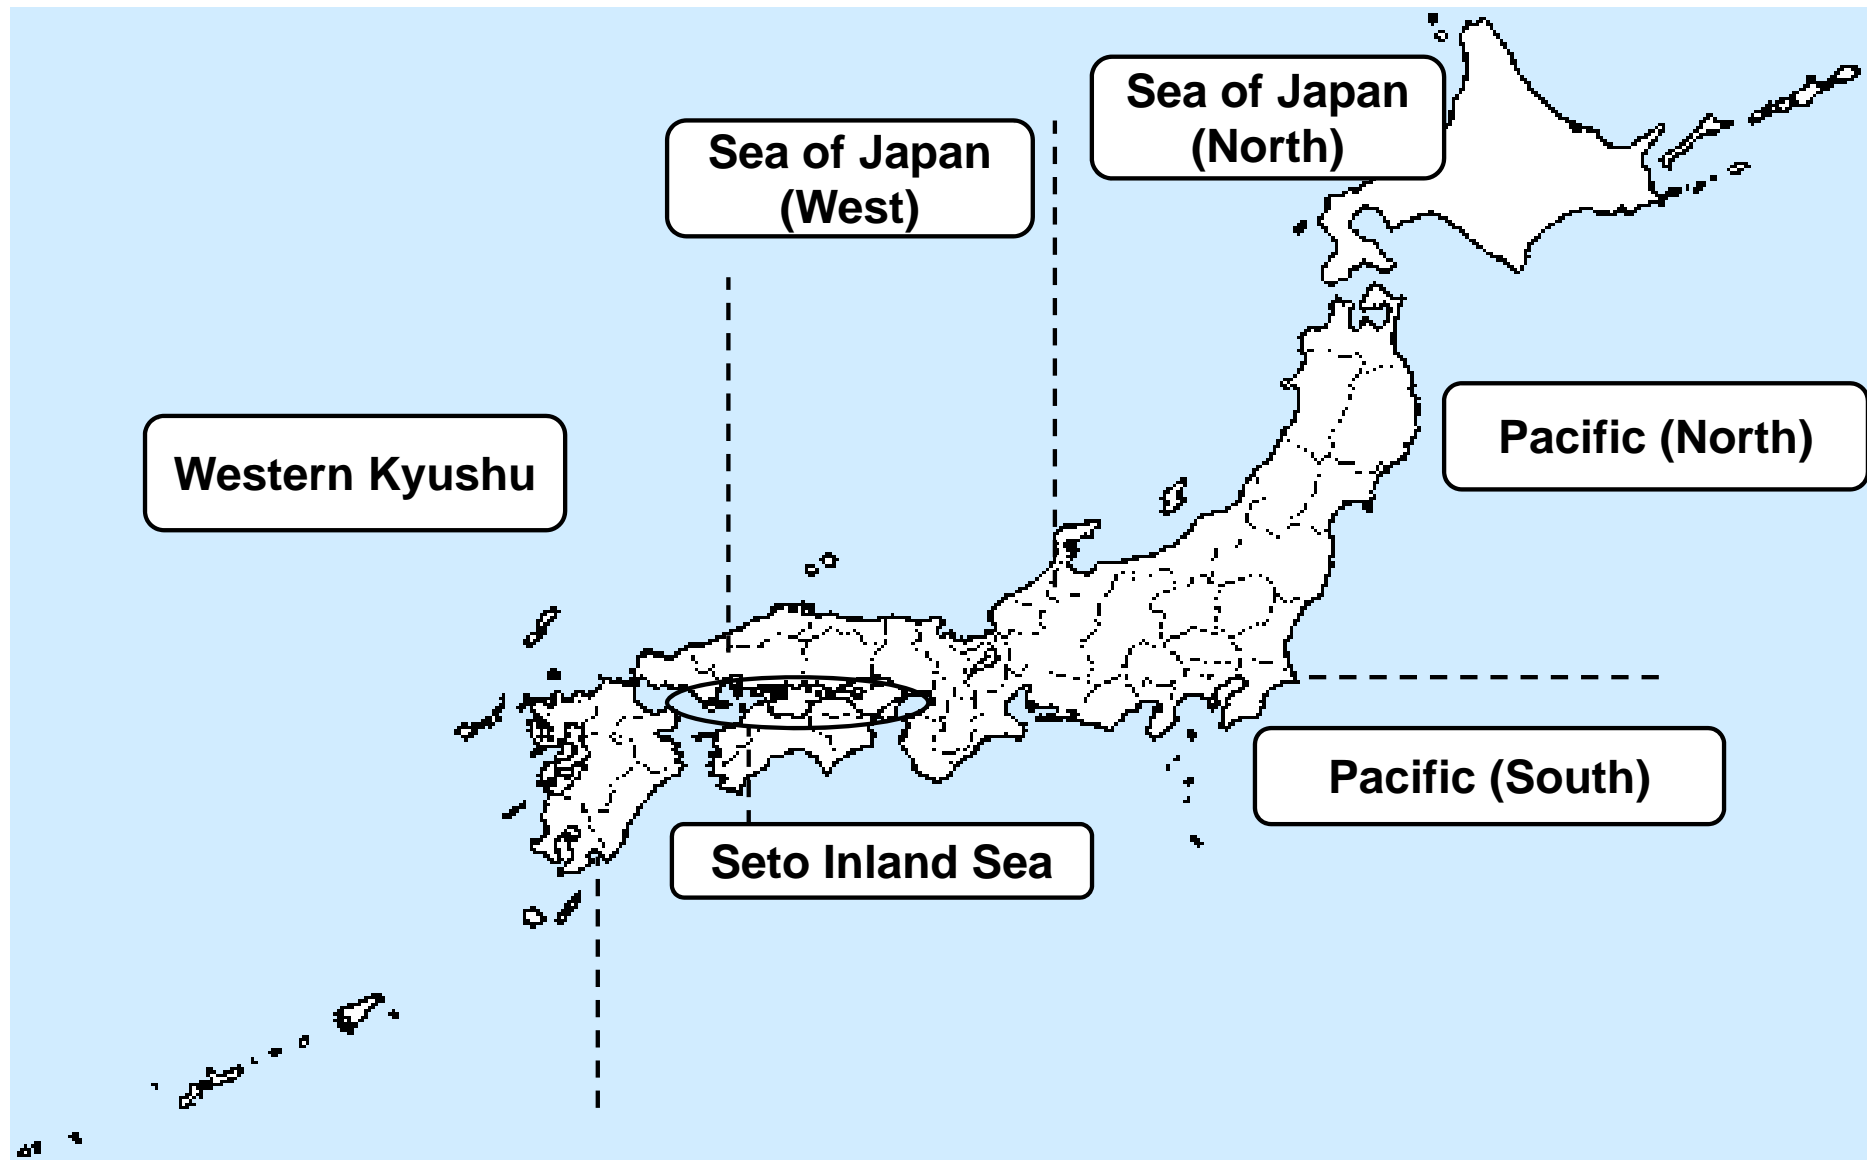 Sea of Japan
(North)
Sea of Japan
(West)
Pacific (North)
Western Kyushu
Pacific (South)
Seto Inland Sea